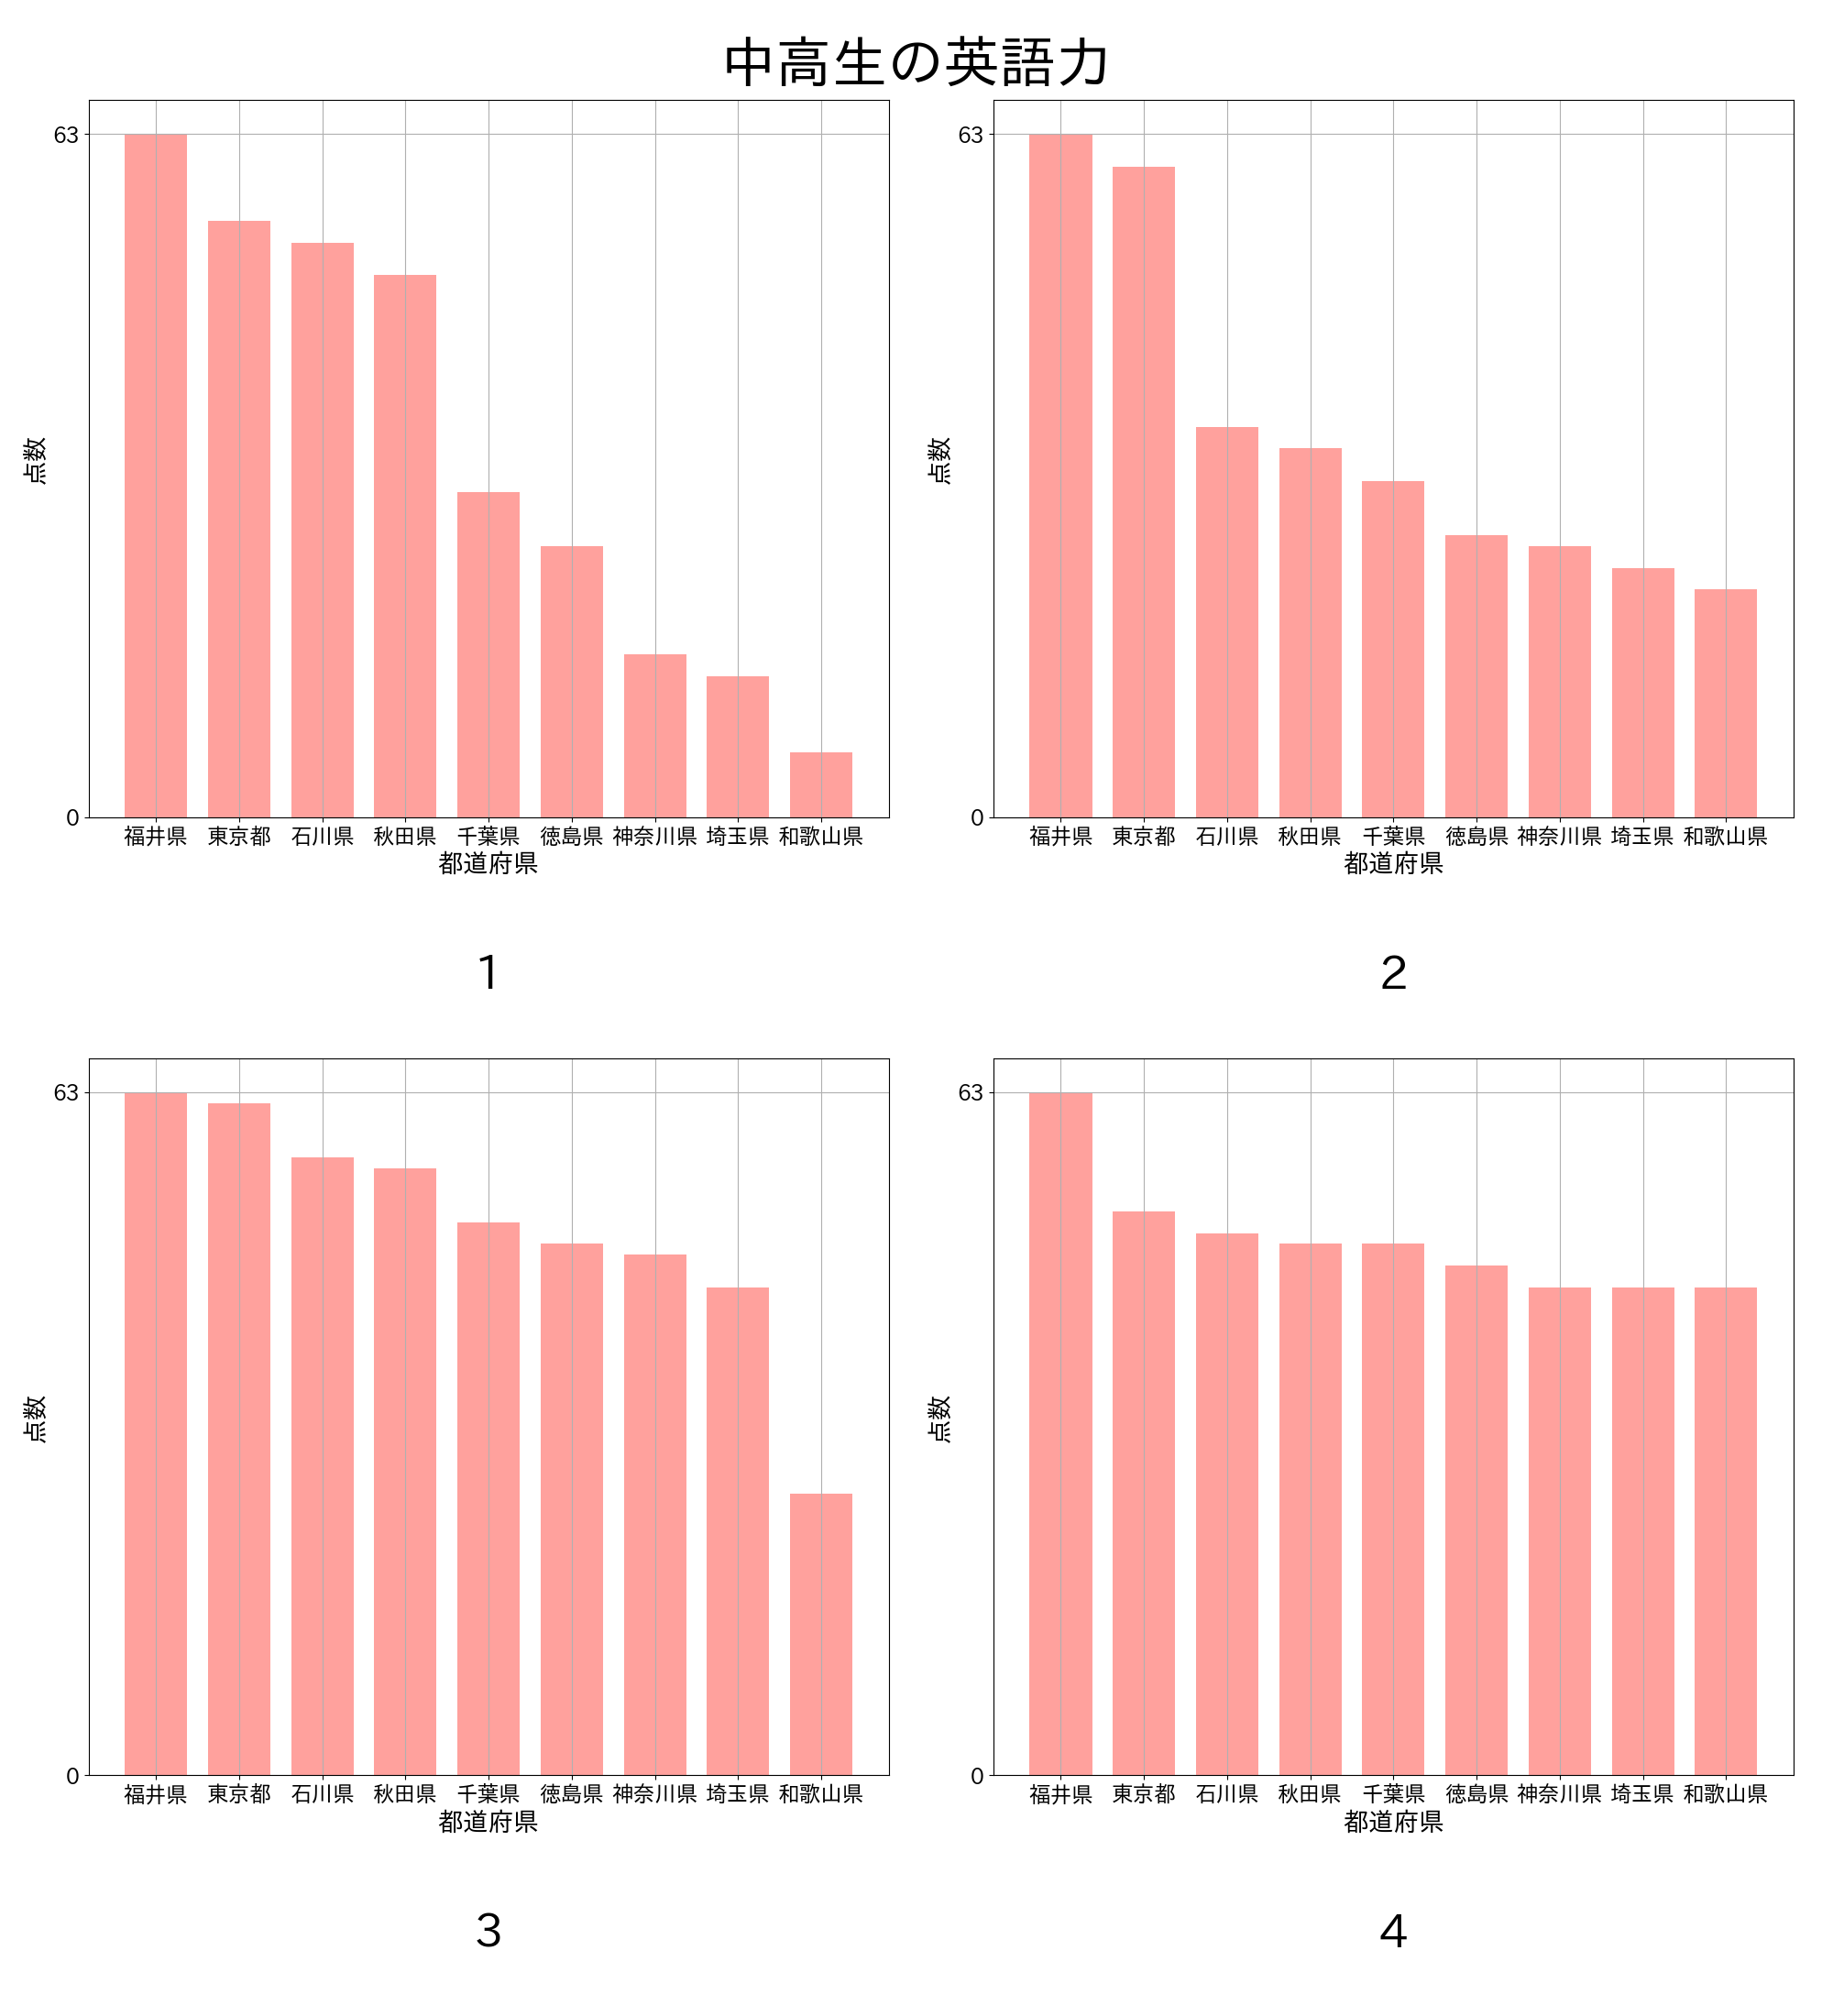 中高生の英語力
63
0
点数
福井県 東京都 石川県 秋田県 千葉県 徳島県 神奈川県 埼玉県 和歌山県
都道府県
1
63
0
点数
福井県 東京都 石川県 秋田県 千葉県 徳島県 神奈川県 埼玉県 和歌山県
都道府県
2
63
0
点数
福井県 東京都 石川県 秋田県 千葉県 徳島県 神奈川県 埼玉県 和歌山県
都道府県
3
63
0
点数
福井県 東京都 石川県 秋田県 千葉県 徳島県 神奈川県 埼玉県 和歌山県
都道府県
4